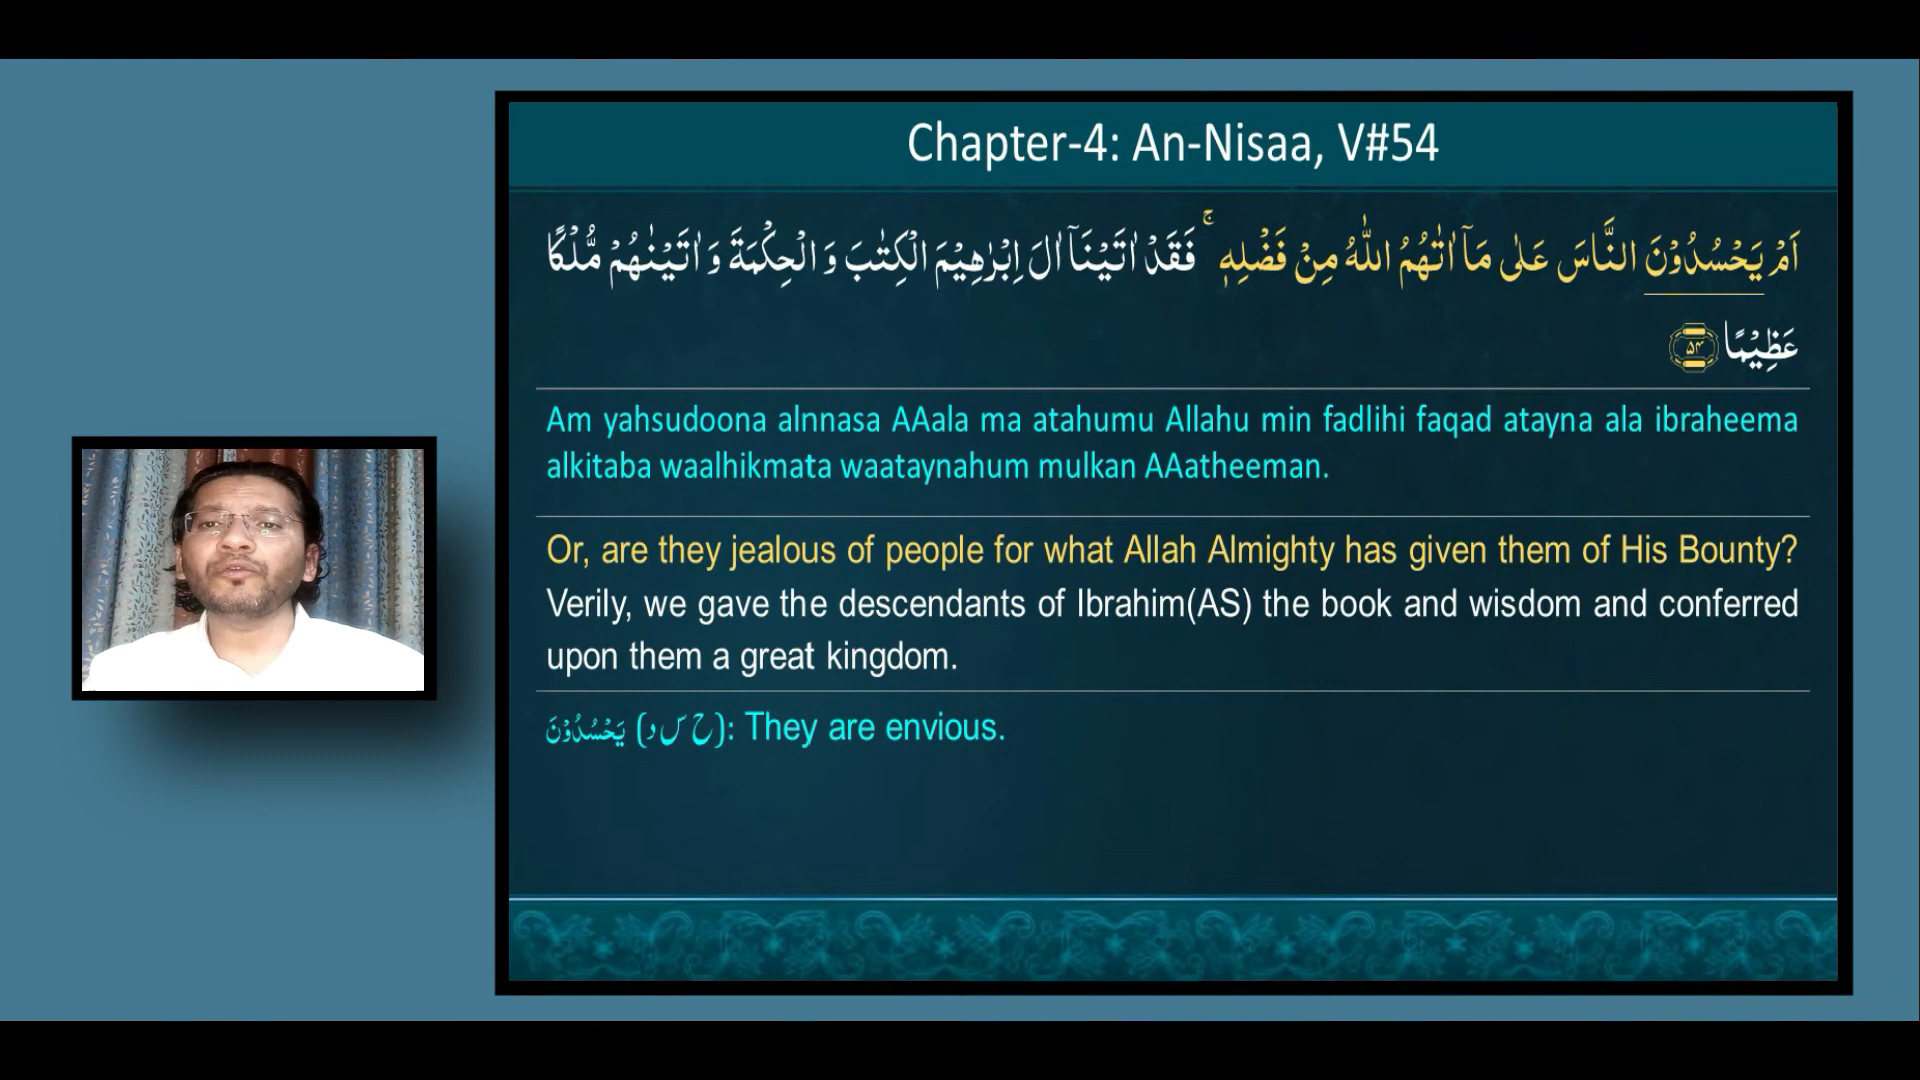 Chapter-4: An-Nisaa, V#54
اَمْ يَحْسُدُوْنَ النَّاسَ عَلٰى مَاۤ اٰتٰىهُمُ اللّٰهُ مِنْ فَضْلِهٖ ۚ فَقَدْ اٰتَيْنَاۤ اٰلَ اِبْرٰهِيْمَ الْكِتٰبَ وَ الْحِكْمَةَ وَ اٰتَيْنٰهُمْ مُّلْكًا
عَظِيْمًا ۵۴
Am yahsudoona alnnasa AAala ma atahumu Allahu min fadlihi faqad atayna ala ibraheema
alkitaba waalhikmata waataynahum mulkan AAatheeman.
Or, are they jealous of people for what Allah Almighty has given them of His Bounty?
Verily, we gave the descendants of Ibrahim(AS) the book and wisdom and conferred
upon them a great kingdom.
يَحْسُدُوْنَ (ح س د): They are envious.